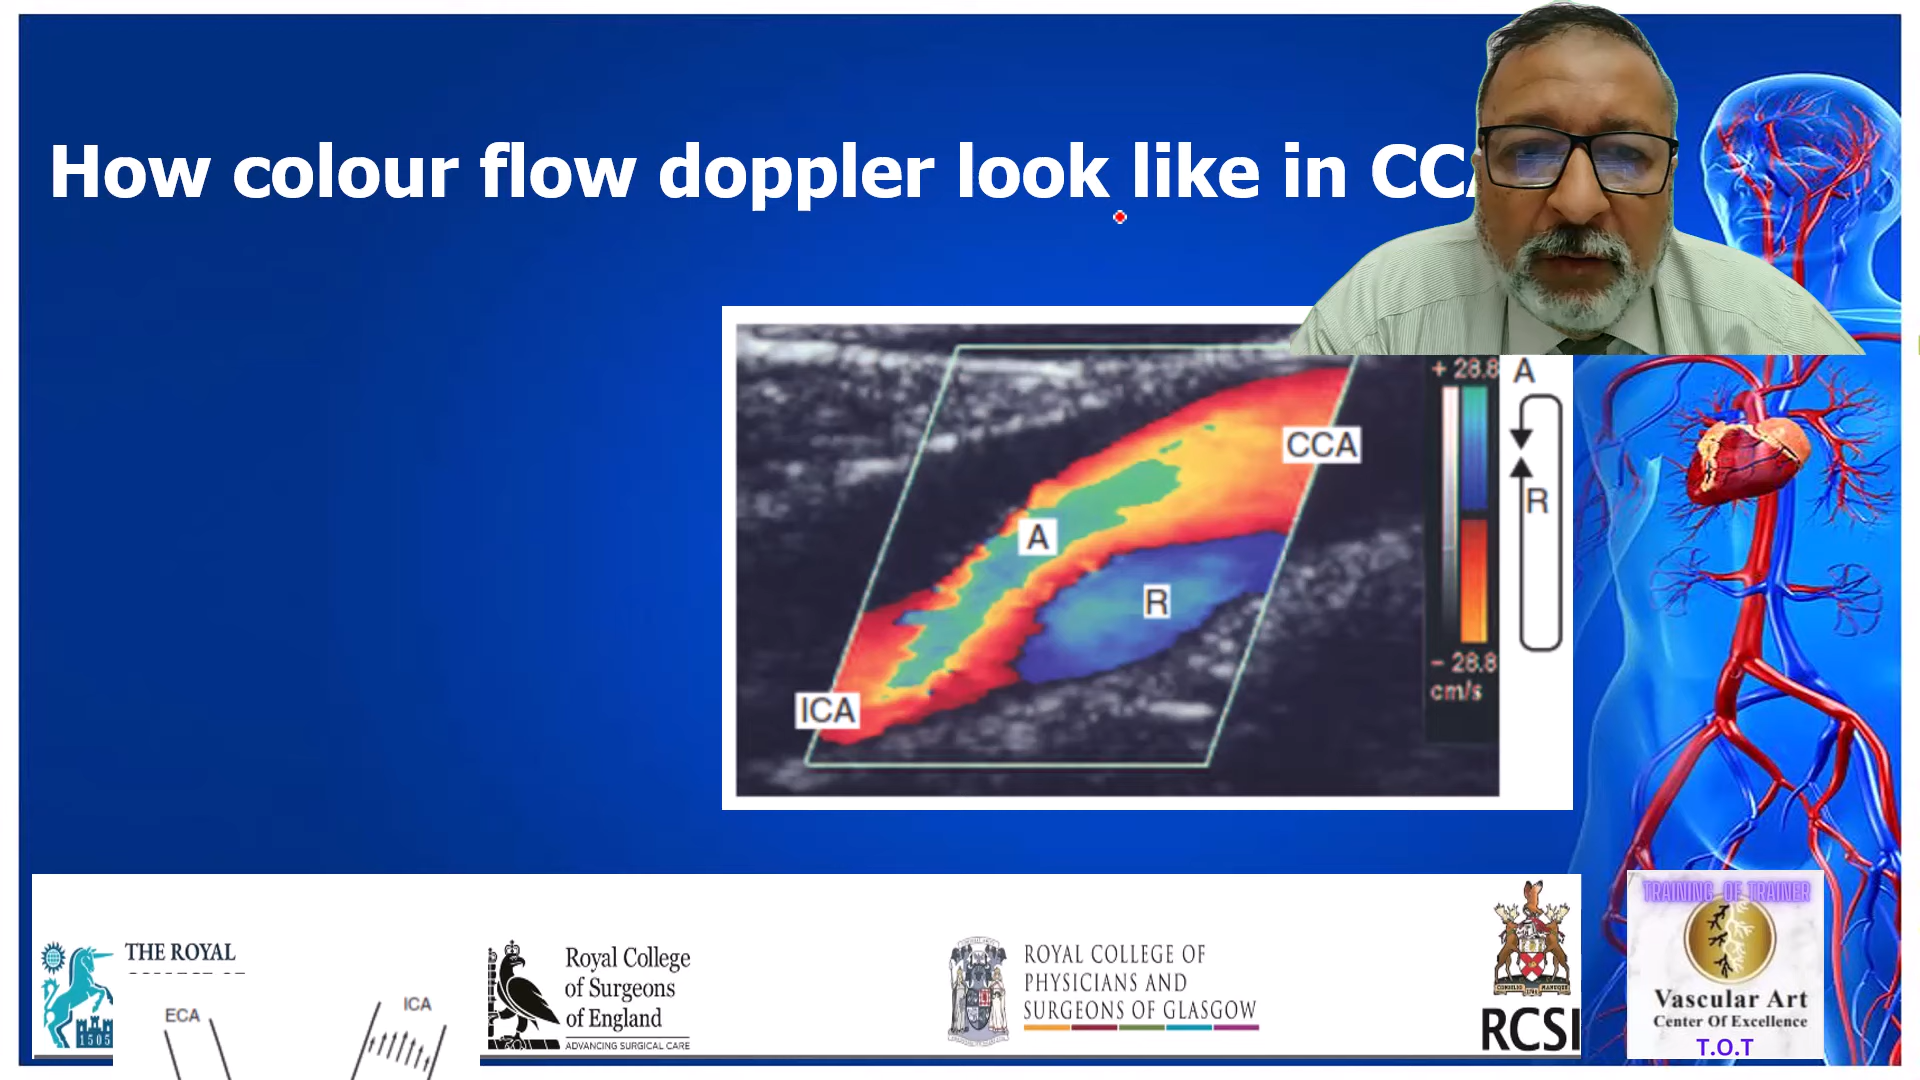 How colour flow doppler look like in CCA
+ 28.8
A
CCA
R
A
R
ICA
- 28.8
cm/s
THE ROYAL
1505
ECA
ICA
Royal College
of Surgeons
of England
ADVANCING SURGICAL CARE
ROYAL COLLEGE OF
PHYSICIANS AND
SURGEONS OF GLASGOW
RCSI
TRAINING OF TRAINER
Vascular Art
Center Of Excellence
T.O.T